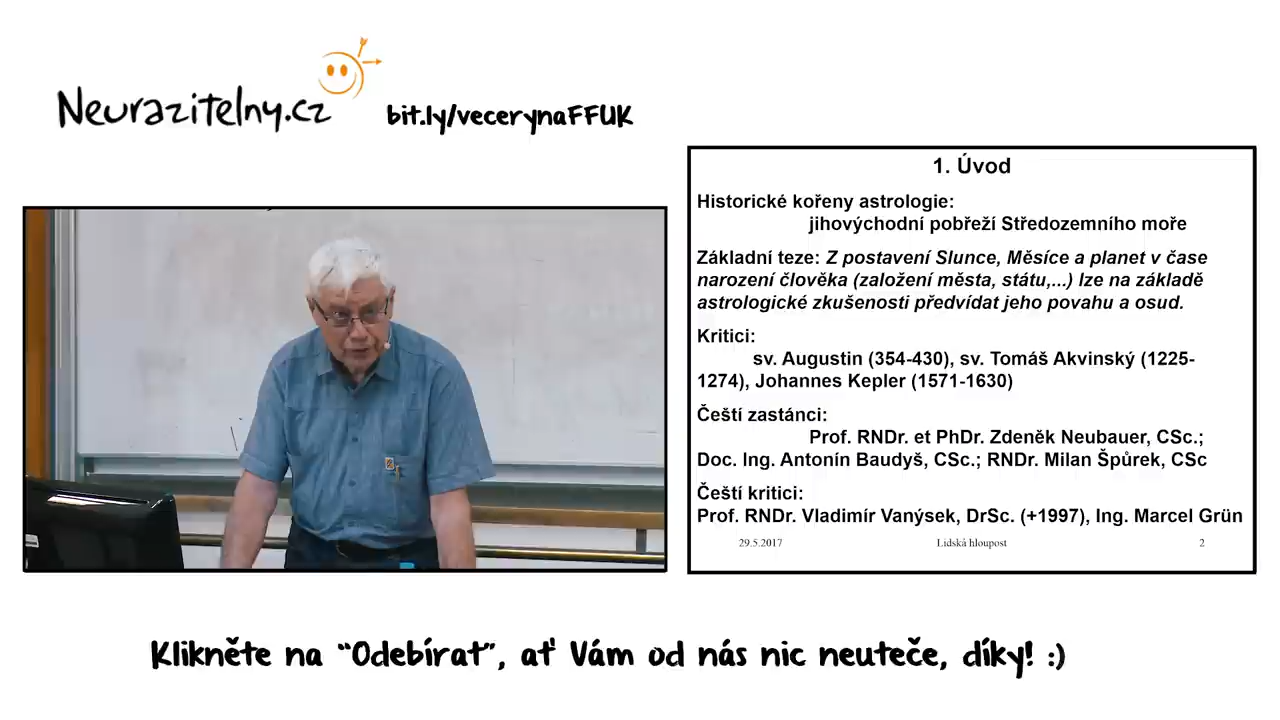 Neurazitelny.cz
bit.ly/vecerynaFFUK
1. Úvod
Historické kořeny astrologie:
jihovýchodní pobřeží Středozemního moře
Základní teze: Z postavení Slunce, Měsíce a planet v čase
narození člověka (založení města, státu,...) lze na základě
astrologické zkušenosti předvídat jeho povahu a osud.
Kritici:
sv. Augustin (354-430), sv. Tomáš Akvinský (1225-
1274), Johannes Kepler (1571-1630)
Čeští zastánci:
Prof. RNDr. et PhDr. Zdeněk Neubauer, CSc.;
Doc. Ing. Antonín Baudyš, CSc.; RNDr. Milan Špůrek, CSc
Čeští kritici:
Prof. RNDr. Vladimír Vanýsek, DrSc. (+1997), Ing. Marcel Grün
29.5.2017 Lidská hloupost 2
Klikněte na “Odebírat”, ať Vám od nás nic neuteče, díky! :)